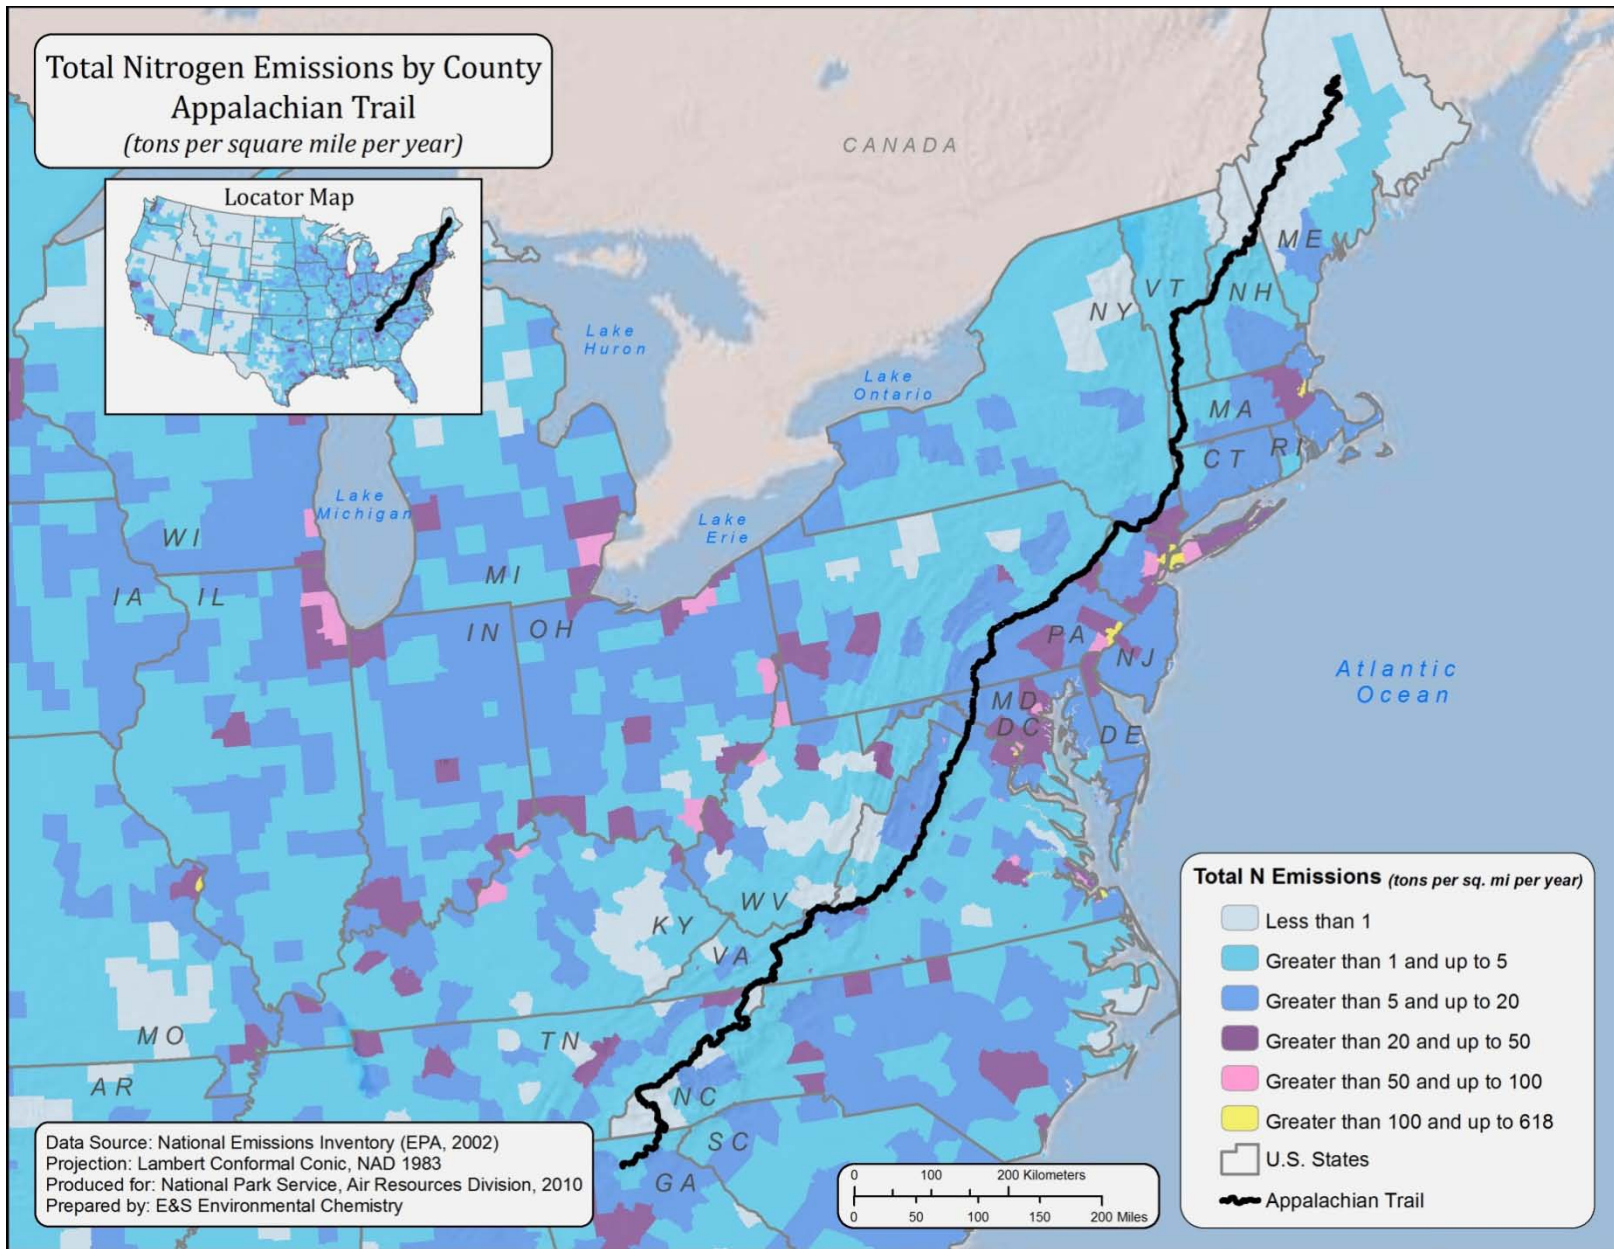 Total Nitrogen Emissions by County
Appalachian Trail
(tons per square mile per year)
Locator Map
CANADA
ME
VT
NH
NY
Lake
Huron
Lake
Ontario
MA
RI
CT
Lake
Michigan
Lake
Erie
WI
MI
IA
IL
IN
OH
PA
NJ
Atlantic
Ocean
MD
DC
DE
WV
KY
VA
MO
TN
AR
NC
SC
GA
Total N Emissions (tons per sq. mi per year)
Less than 1
Greater than 1 and up to 5
Greater than 5 and up to 20
Greater than 20 and up to 50
Greater than 50 and up to 100
Greater than 100 and up to 618
U.S. States
Appalachian Trail
Data Source: National Emissions Inventory (EPA, 2002)
Projection: Lambert Conformal Conic, NAD 1983
Produced for: National Park Service, Air Resources Division, 2010
Prepared by: E&S Environmental Chemistry
0 100 200 Kilometers
0 50 100 150 200 Miles